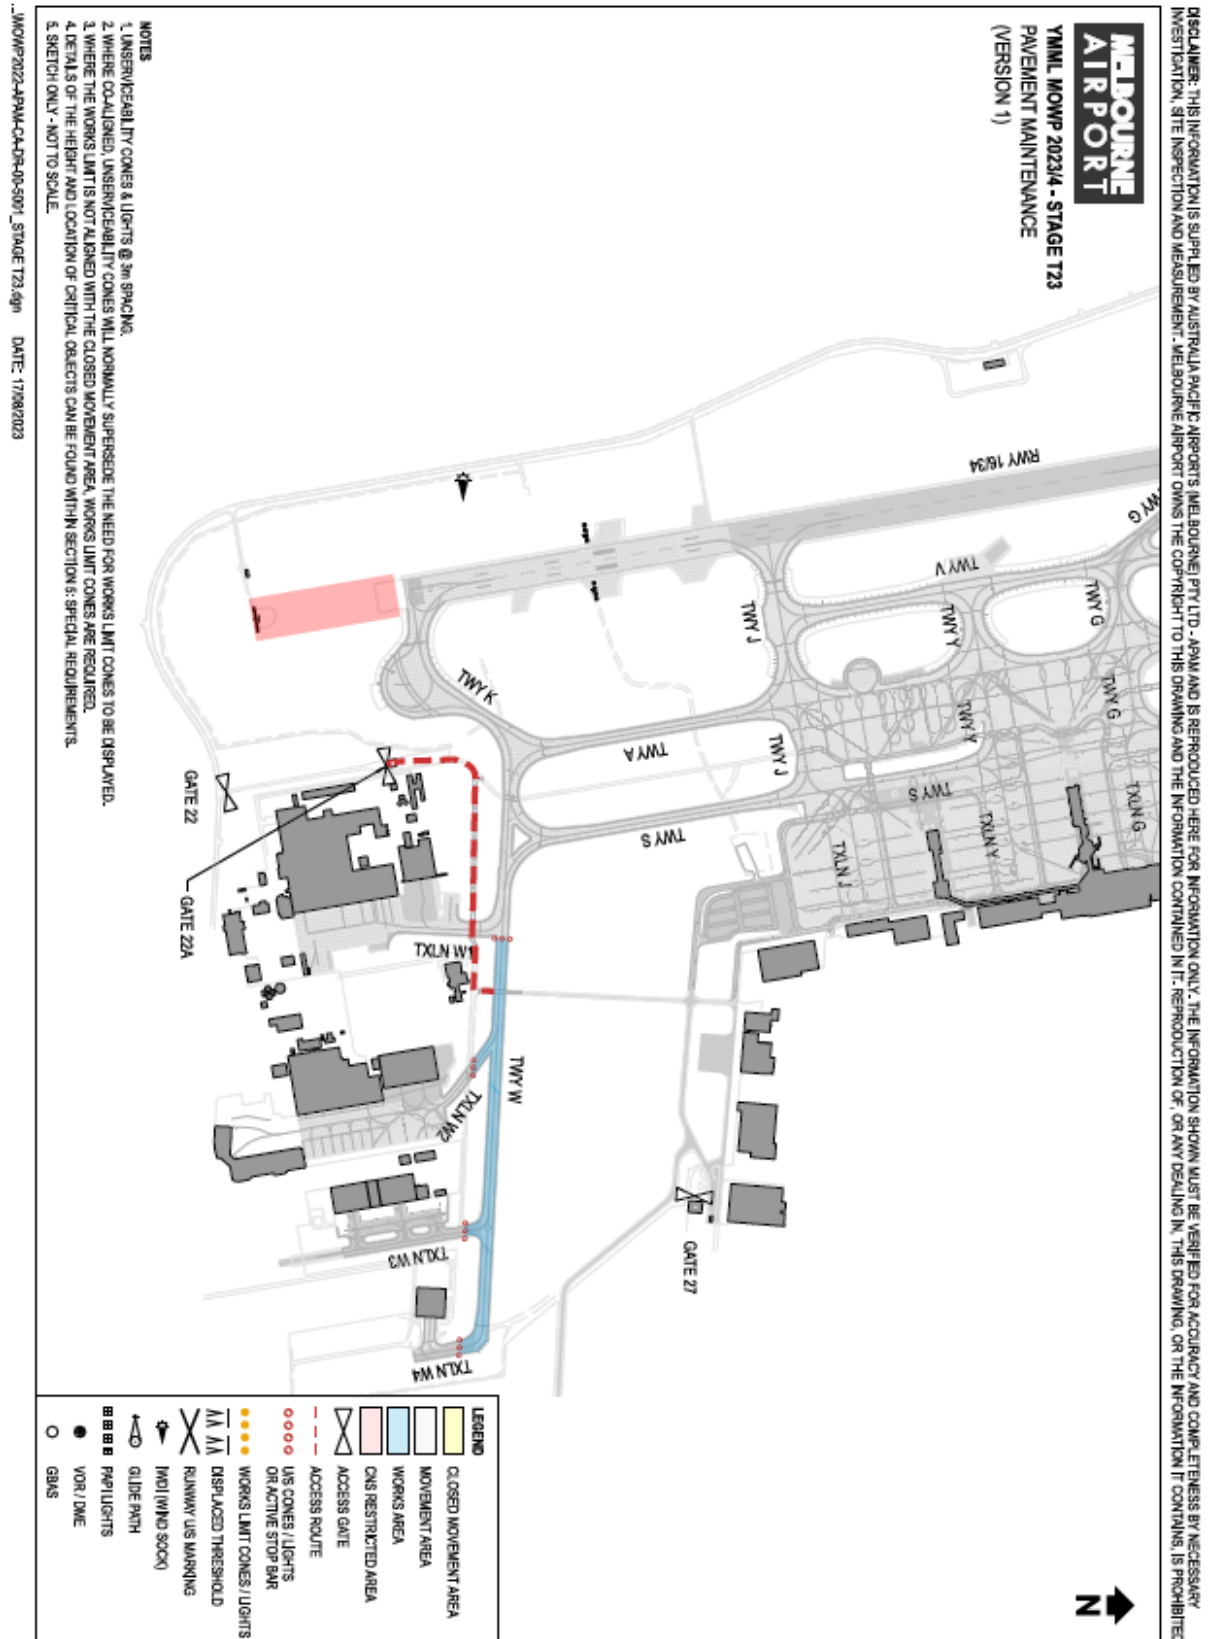 DISCLAIMER: THIS INFORMATION IS SUPPLIED BY AUSTRALIA PACIFIC AIRPORTS (MELBOURNE) PTY LTD - APAM AND IS REPRODUCED HERE FOR INFORMATION ONLY. THE INFORMATION SHOWN MUST BE VERIFIED FOR ACCURACY AND COMPLETENESS BY NECESSARY
INVESTIGATION, SITE INSPECTION AND MEASUREMENT. MELBOURNE AIRPORT OWNS THE COPYRIGHT TO THIS DRAWING AND THE INFORMATION CONTAINED IN IT. REPRODUCTION OF, OR ANY DEALING IN, THIS DRAWING, OR THE INFORMATION IT CONTAINS, IS PROHIBITED
MELBOURNE
AIRPORT
YMML MOWP 2023/4 - STAGE T23
PAVEMENT MAINTENANCE
(VERSION 1)
N
RWY 16/34
TWY G
TWY V
TWY G
TWY J
TWY Y
TWY G
TWY K
TWY A
TWY J
TWY Y
TWY S
TWY S
TXLN J
TXLN Y
TXLN G
GATE 22
GATE 22A
TXLN W1
TWY W
TXLN W2
TXLN W3
TXLN W4
GATE 27
NOTES
1. UNSERVICEABILITY CONES & LIGHTS @ 3m SPACING.
2. WHERE CO-ALIGNED, UNSERVICEABILITY CONES WILL NORMALLY SUPERSEDE THE NEED FOR WORKS LIMIT CONES TO BE DISPLAYED.
3. WHERE THE WORKS LIMIT IS NOT ALIGNED WITH THE CLOSED MOVEMENT AREA, WORKS LIMIT CONES ARE REQUIRED.
4. DETAILS OF THE HEIGHT AND LOCATION OF CRITICAL OBJECTS CAN BE FOUND WITHIN SECTION 6: SPECIAL REQUIREMENTS.
5. SKETCH ONLY - NOT TO SCALE.
LEGEND
CLOSED MOVEMENT AREA
MOVEMENT AREA
WORKS AREA
CNS RESTRICTED AREA
ACCESS GATE
ACCESS ROUTE
U/S CONES / LIGHTS
OR ACTIVE STOP BAR
WORKS LIMIT CONES / LIGHTS
DISPLACED THRESHOLD
RUNWAY U/S MARKING
IWDI (WIND SOCK)
GLIDE PATH
PAPI LIGHTS
VOR / DME
GBAS
...\MOWP2022-APAM-CA-DR-00-5001_STAGE T23.dgn DATE: 17/08/2023